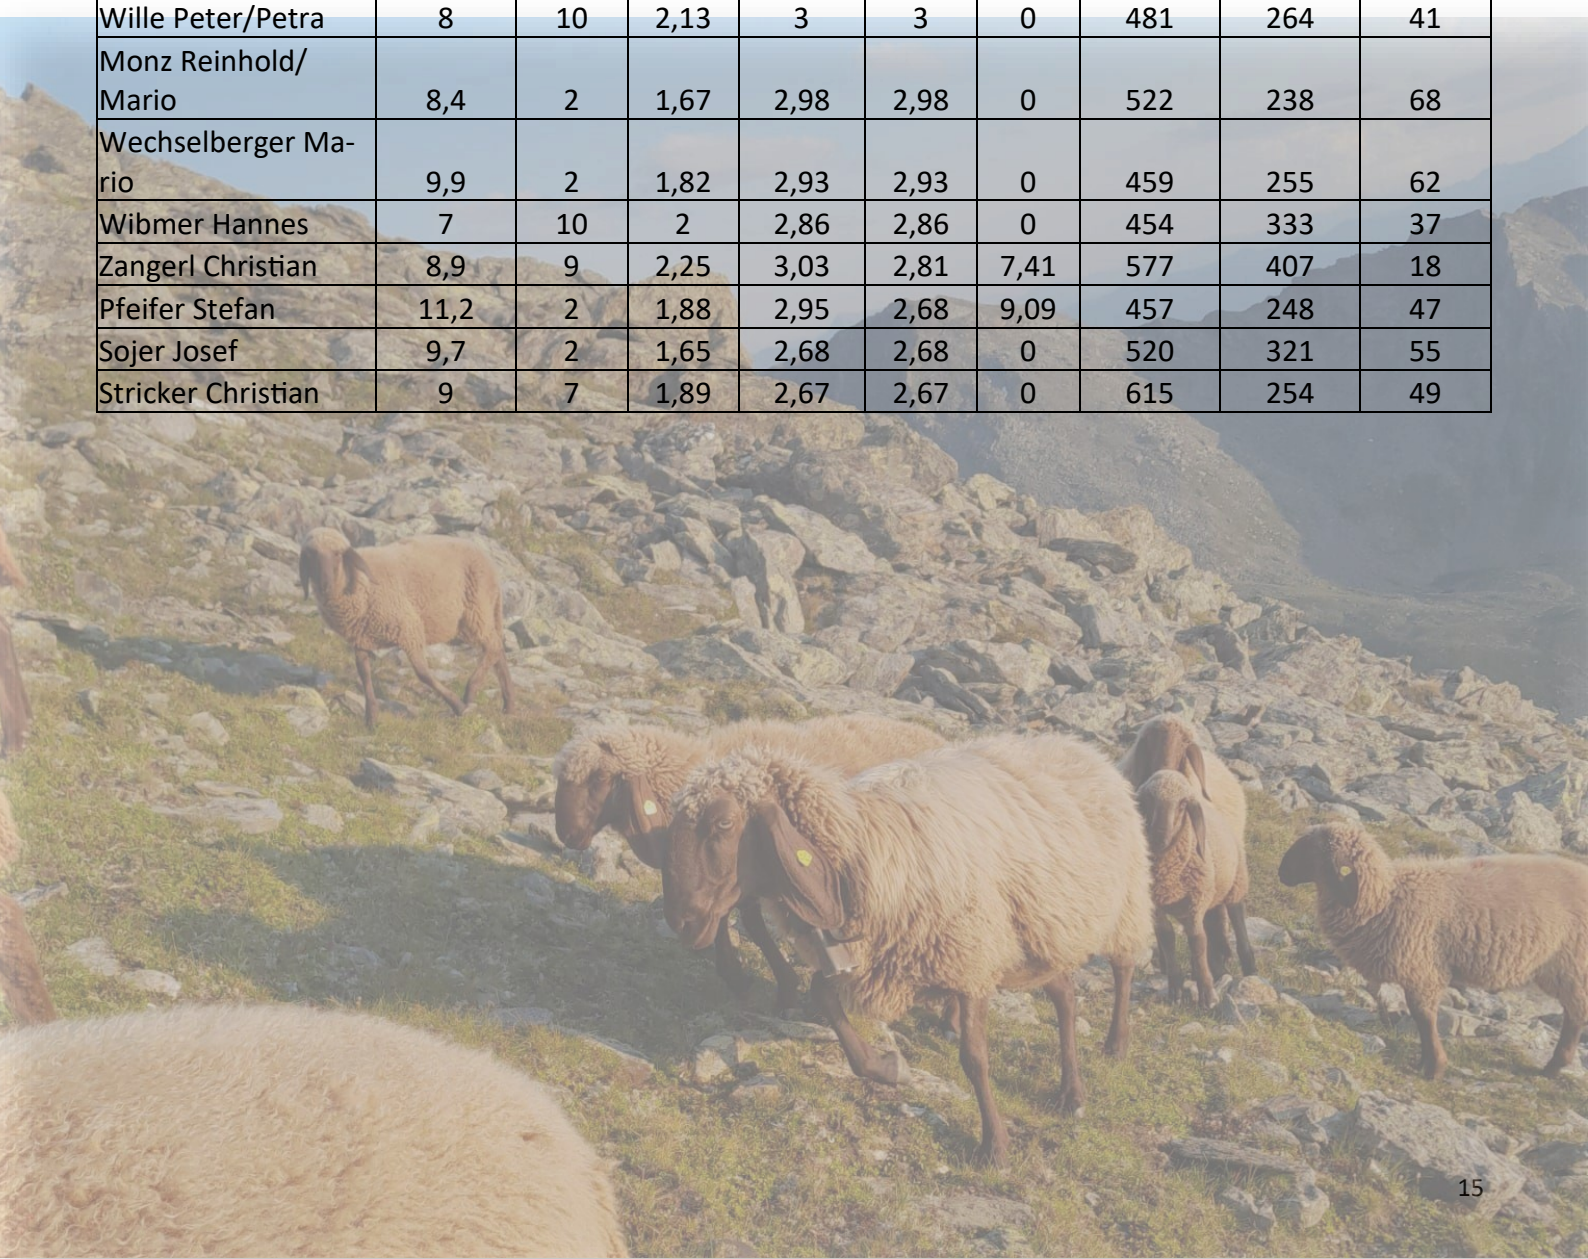 Wille Peter/Petra 8 10 2,13 3 3 0 481 264 41
Monz Reinhold/
Mario 8,4 2 1,67 2,98 2,98 0 522 238 68
Wechselberger Ma-
rio 9,9 2 1,82 2,93 2,93 0 459 255 62
Wibmer Hannes 7 10 2 2,86 2,86 0 454 333 37
Zangerl Christian 8,9 9 2,25 3,03 2,81 7,41 577 407 18
Pfeifer Stefan 11,2 2 1,88 2,95 2,68 9,09 457 248 47
Sojer Josef 9,7 2 1,65 2,68 2,68 0 520 321 55
Stricker Christian 9 7 1,89 2,67 2,67 0 615 254 49
15